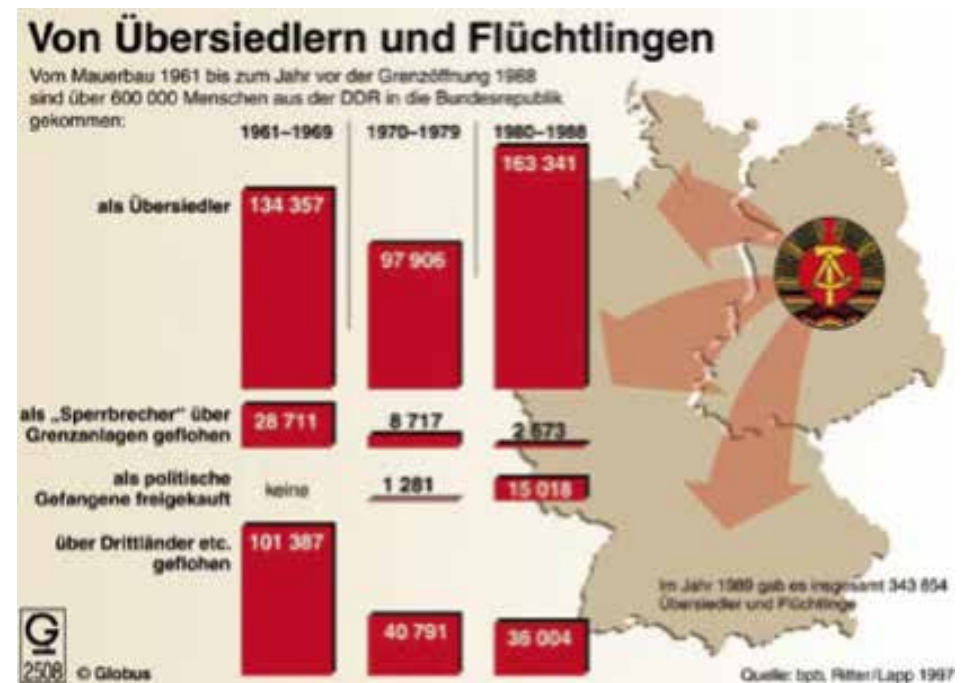 Von Übersiedlern und Flüchtlingen
Vom Mauerbau 1961 bis zum Jahr vor der Grenzöffnung 1988
sind über 600 000 Menschen aus der DDR in die Bundesrepublik
gekommen:
1961–1969 1970–1979 1980–1988
als Übersiedler 134 357 97 906 163 341
als „Sperrbrecher“ über
Grenzanlagen geflohen 28 711 8 717 2 673
als politische
Gefangene freigekauft keine 1 281 15 018
über Drittländer etc.
geflohen 101 387 40 791 36 004
Im Jahr 1989 gab es insgesamt 343 854
Übersiedler und Flüchtlinge
G
2508 © Globus
Quelle: bpb, Ritter/Lapp 1997